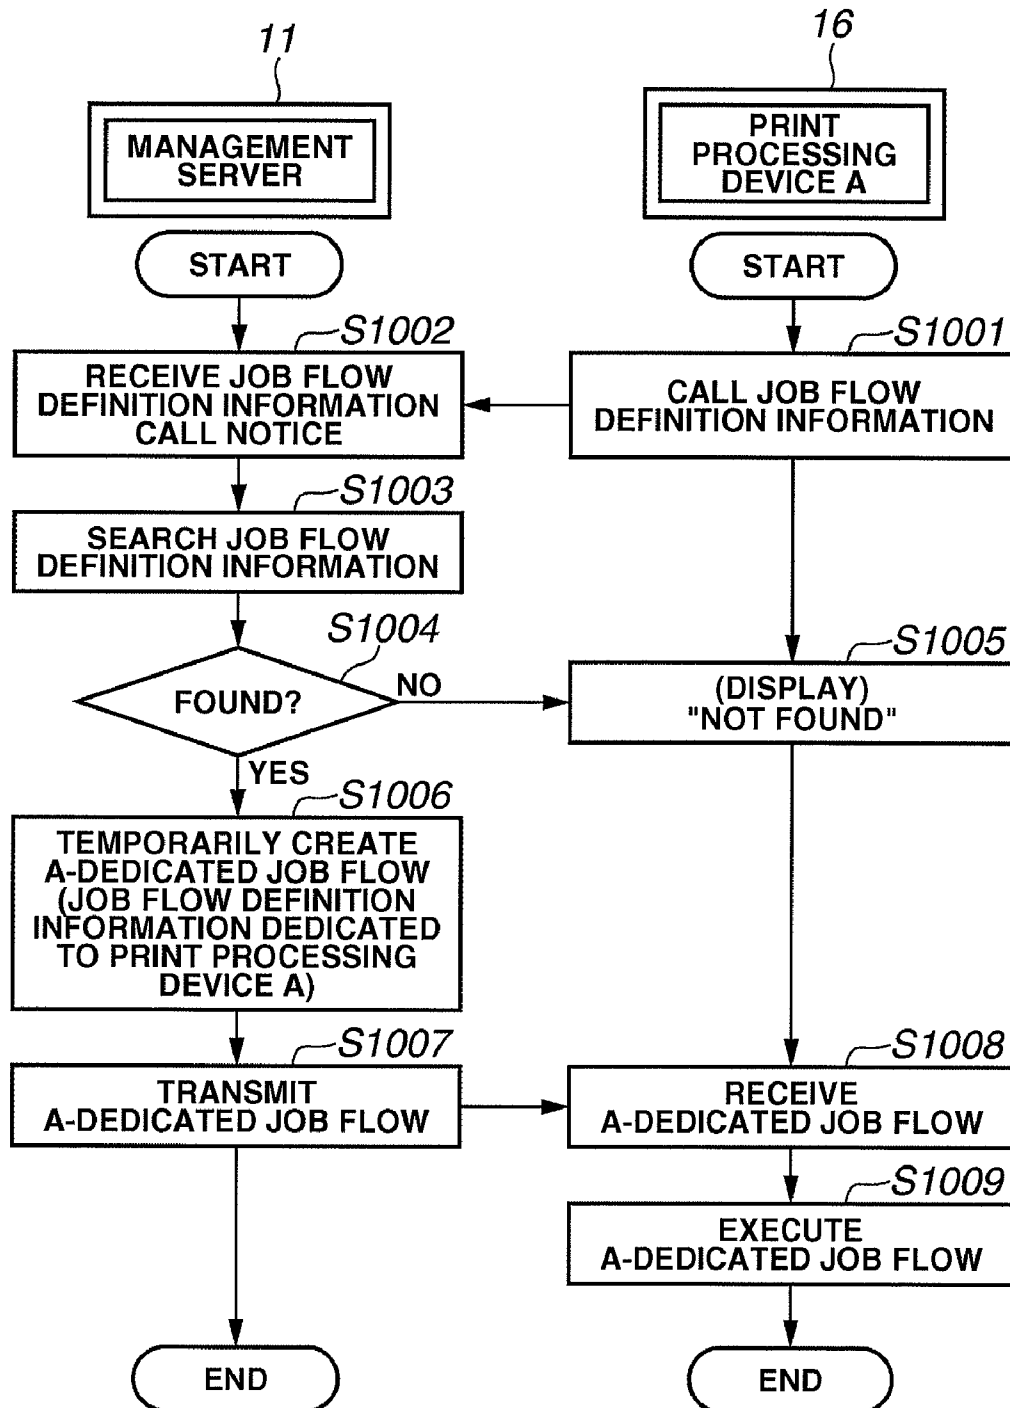 11
MANAGEMENT
SERVER
START
S1002
RECEIVE JOB FLOW
DEFINITION INFORMATION
CALL NOTICE
S1003
SEARCH JOB FLOW
DEFINITION INFORMATION
S1004
FOUND?
NO
YES
S1006
TEMPORARILY CREATE
A-DEDICATED JOB FLOW
(JOB FLOW DEFINITION
INFORMATION DEDICATED
TO PRINT PROCESSING
DEVICE A)
S1007
TRANSMIT
A-DEDICATED JOB FLOW
END
16
PRINT
PROCESSING
DEVICE A
START
S1001
CALL JOB FLOW
DEFINITION INFORMATION
S1005
(DISPLAY)
"NOT FOUND"
S1008
RECEIVE
A-DEDICATED JOB FLOW
S1009
EXECUTE
A-DEDICATED JOB FLOW
END